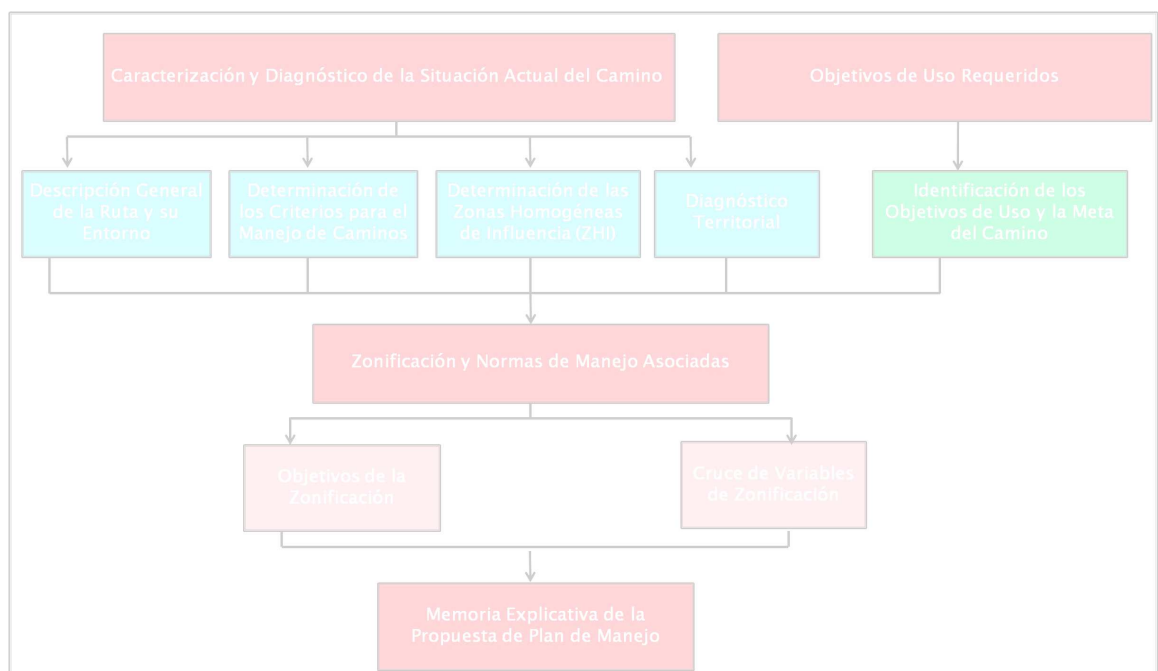 Caracterización y Diagnóstico de la Situación Actual del Camino
Objetivos de Uso Requeridos
Descripción General
de la Ruta y su
Entorno
Determinación de
los Criterios para el
Manejo de Caminos
Determinación de las
Zonas Homogéneas
de Influencia (ZHI)
Diagnóstico
Territorial
Identificación de los
Objetivos de Uso y la Meta
del Camino
Zonificación y Normas de Manejo Asociadas
Objetivos de la
Zonificación
Cruce de Variables
de Zonificación
Memoria Explicativa de la
Propuesta de Plan de Manejo